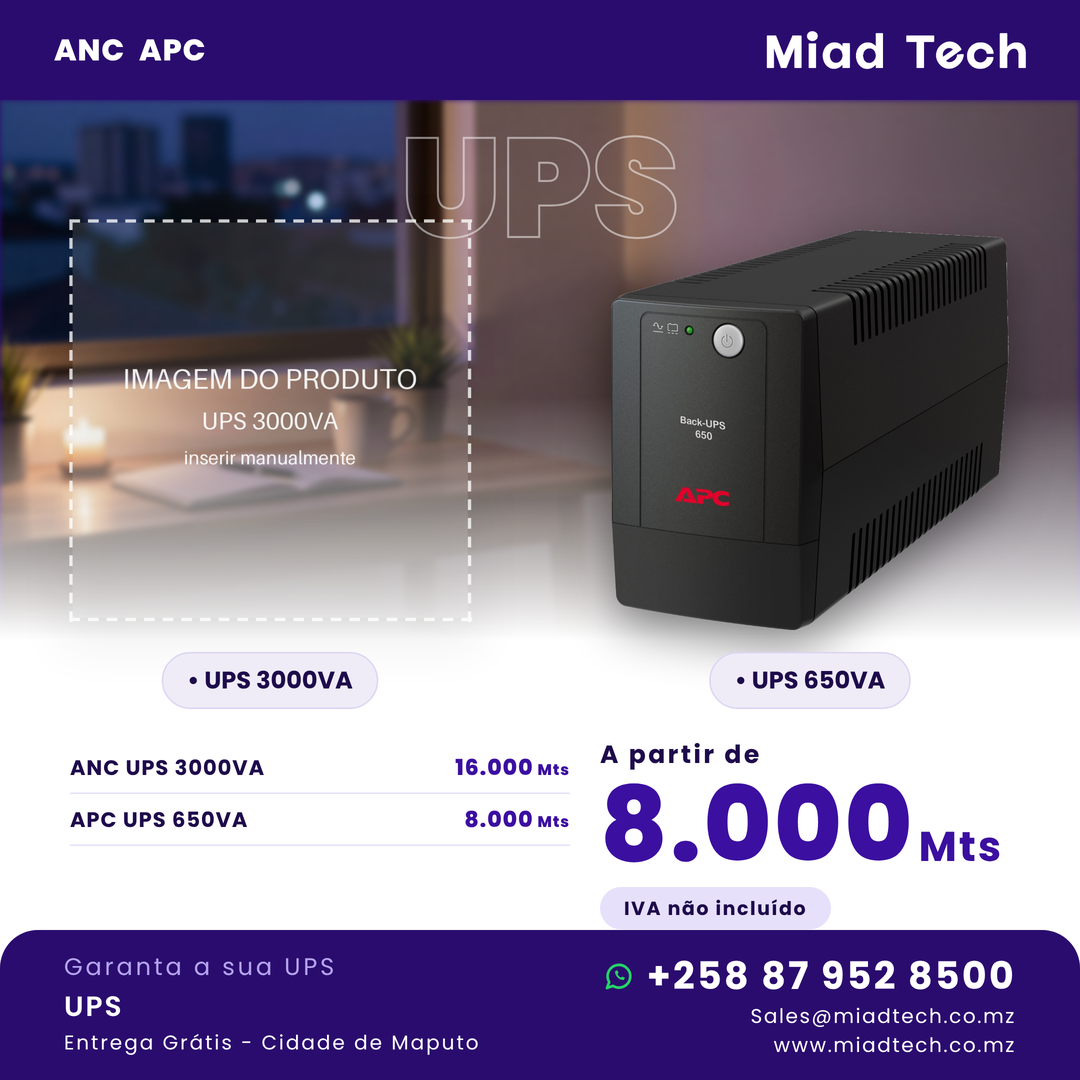 ANC APC
Miad Tech
UPS
IMAGEM DO PRODUTO
UPS 3000VA
inserir manualmente
Back-UPS
650
APC
• UPS 3000VA
• UPS 650VA
ANC UPS 3000VA 16.000 Mts
APC UPS 650VA 8.000 Mts
A partir de
8.000 Mts
IVA não incluído
Garanta a sua UPS
UPS
Entrega Grátis - Cidade de Maputo
+258 87 952 8500
Sales@miadtech.co.mz
www.miadtech.co.mz